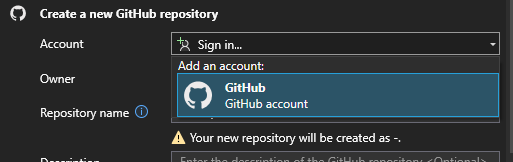 Create a new GitHub repository
Account
Sign in...
Add an account:
GitHub
GitHub account
Owner
Repository name
Your new repository will be created as -.
Description
Enter the description of the GitHub repository <Optional>